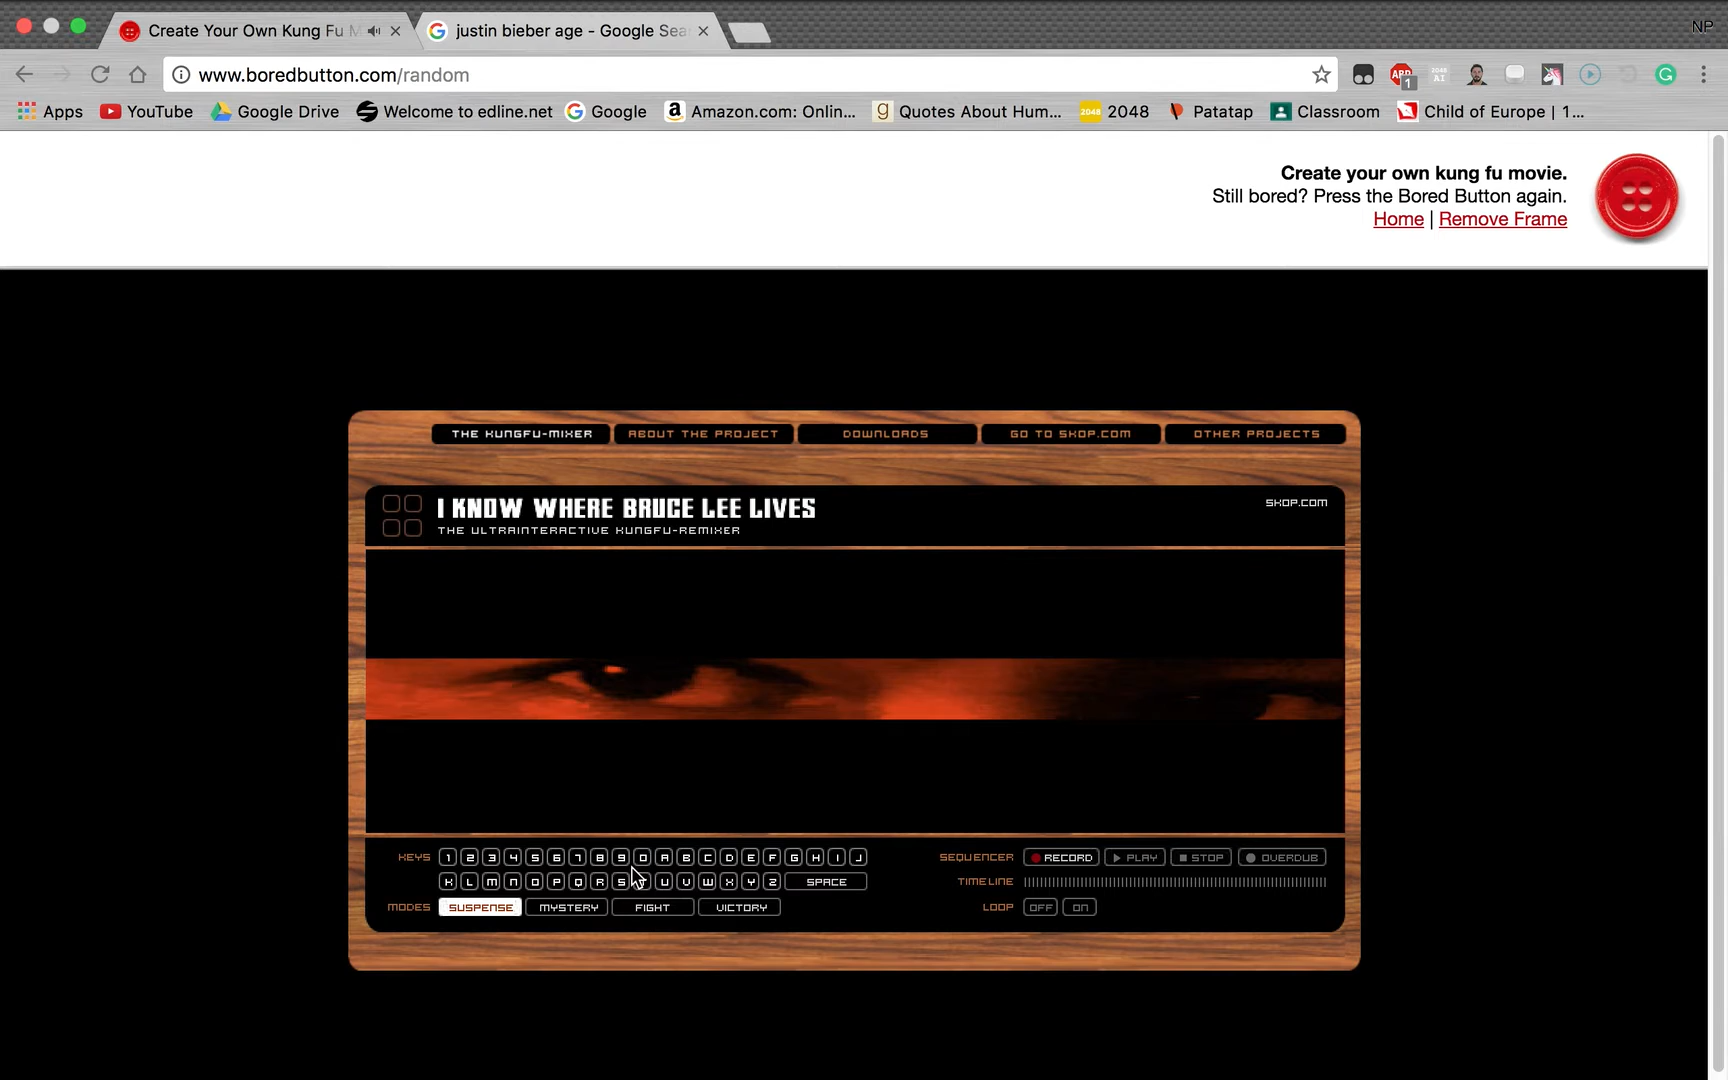 Create Your Own Kung Fu M
justin bieber age - Google Sea
NP
www.boredbutton.com/random
ABP
1
2048
AI
Apps
YouTube
Google Drive
Welcome to edline.net
Google
Amazon.com: Onlin...
Quotes About Hum...
2048
Patatap
Classroom
Child of Europe | 1...
Create your own kung fu movie.
Still bored? Press the Bored Button again.
Home | Remove Frame
THE KUNGFU-MIXER
ABOUT THE PROJECT
DOWNLOADS
GO TO SKOP.COM
OTHER PROJECTS
I KNOW WHERE BRUCE LEE LIVES
SKOP.COM
THE ULTRAINTERACTIVE KUNGFU-REMIXER
KEYS 1 2 3 4 5 6 7 8 9 0 A B C D E F G H I J
SEQUENCER RECORD PLAY STOP OVERDUB
K L M N O P Q R S U V W X Y Z SPACE
TIMELINE
MODES SUSPENSE MYSTERY FIGHT VICTORY
LOOP OFF ON